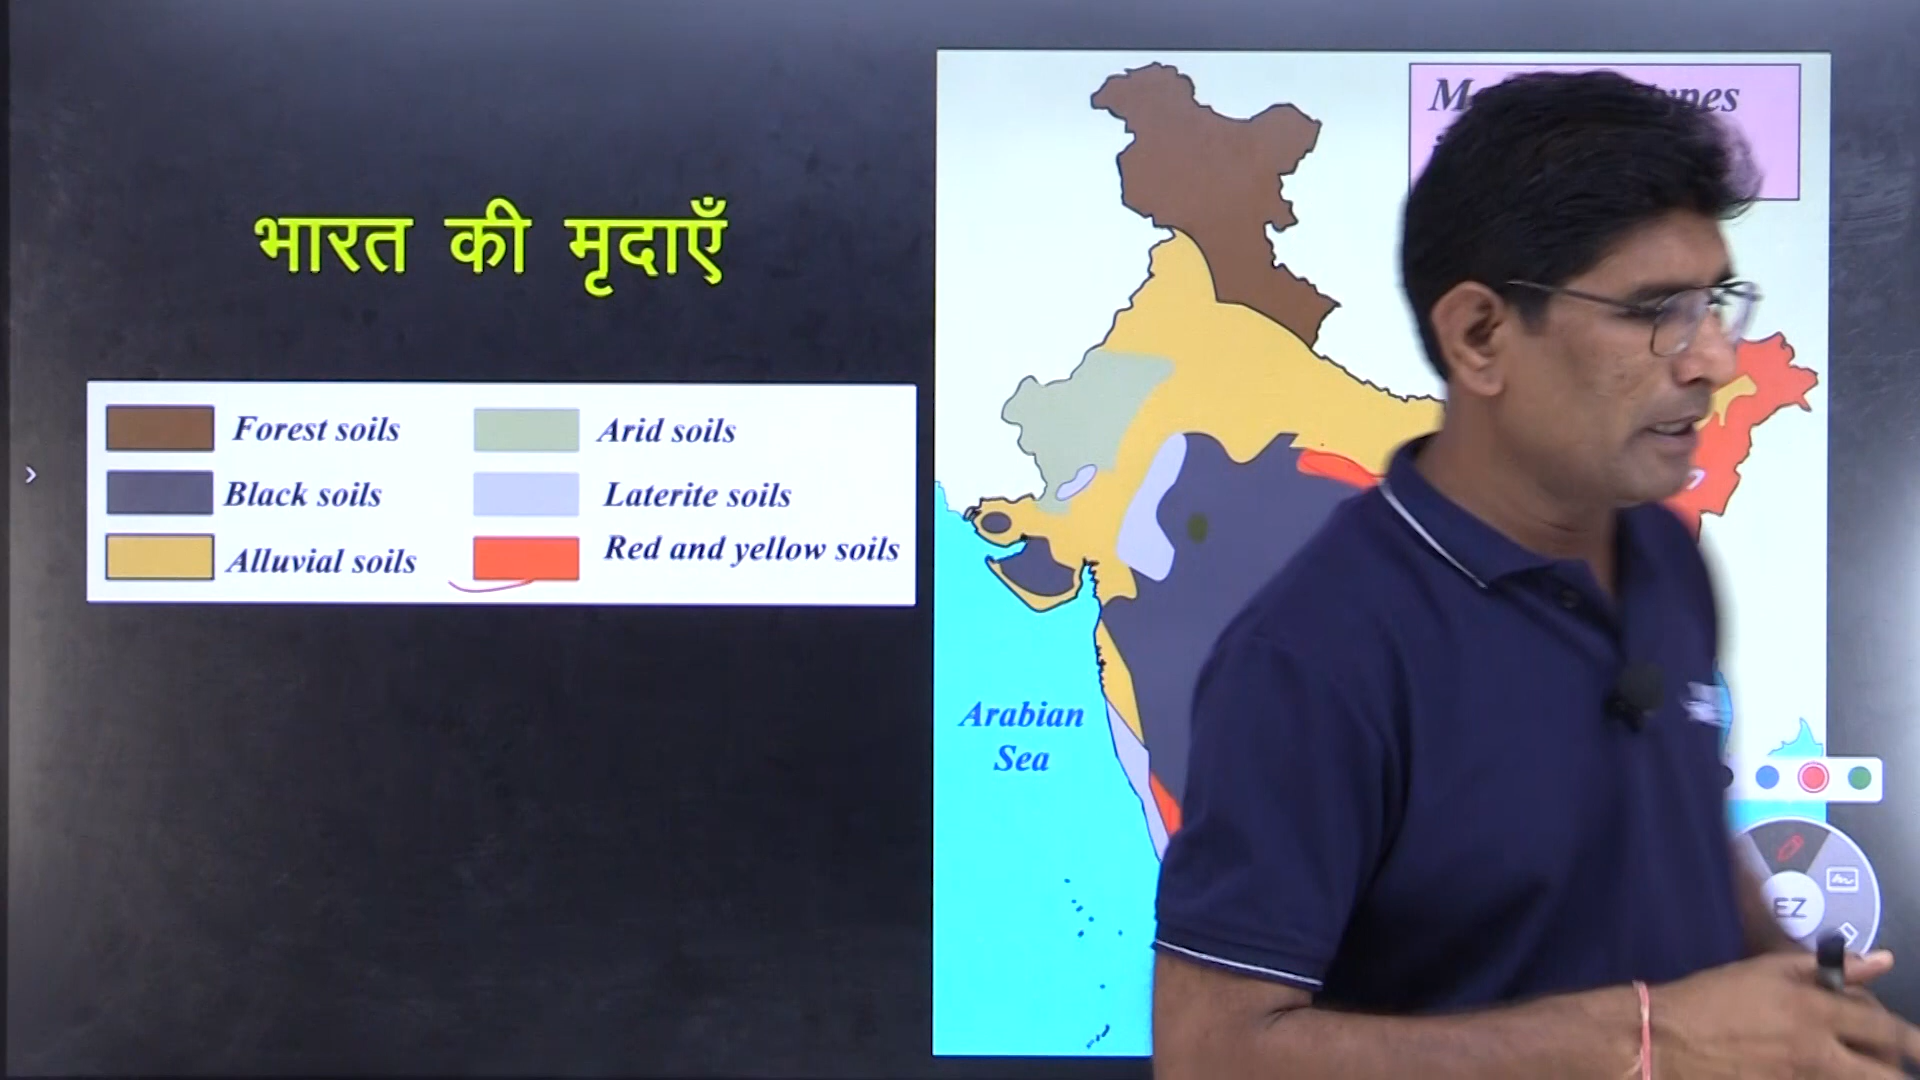 भारत की मृदाएँ
Forest soils
Arid soils
Black soils
Laterite soils
Alluvial soils
Red and yellow soils
Arabian
Sea
EZ